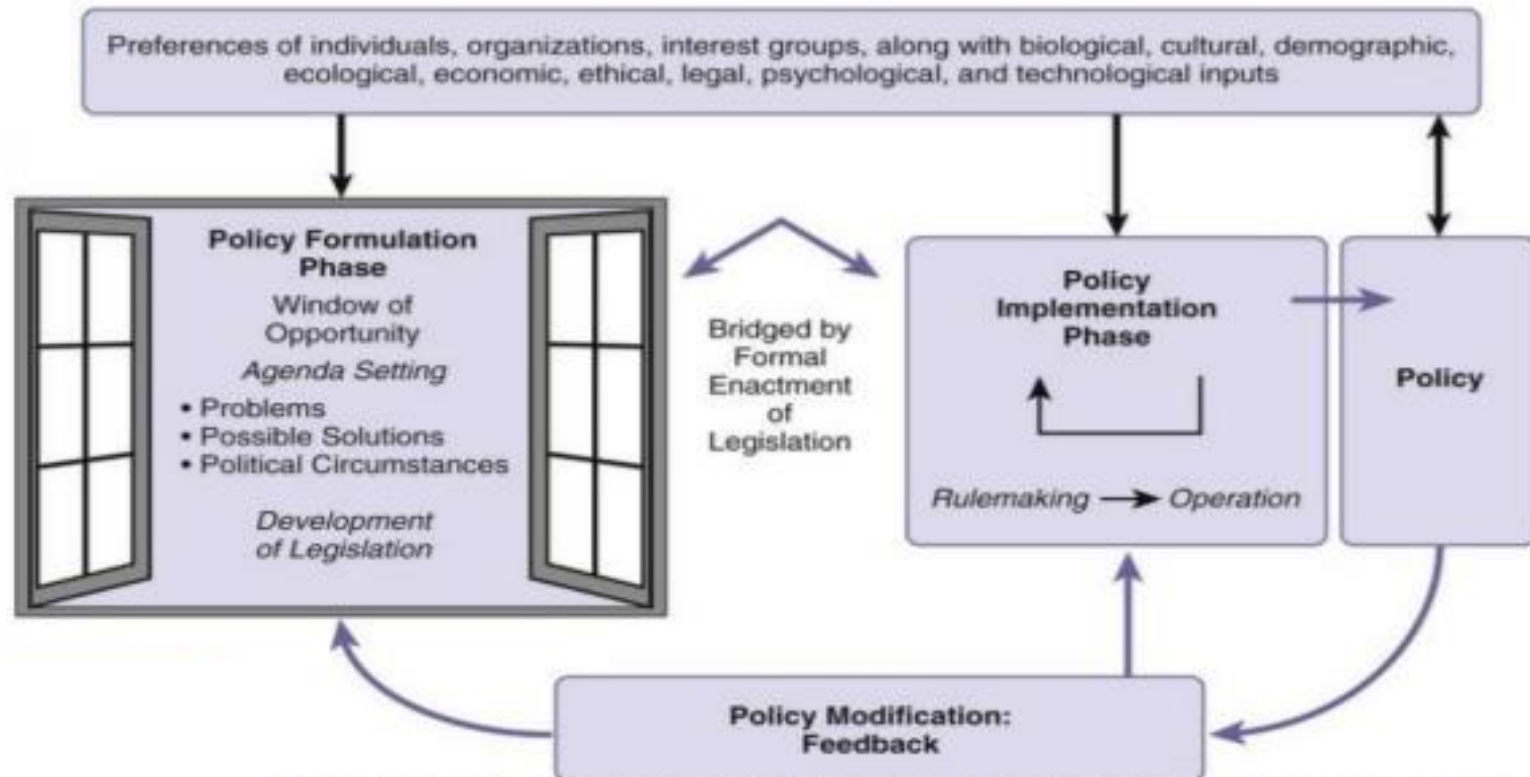 Preferences of individuals, organizations, interest groups, along with biological, cultural, demographic,
ecological, economic, ethical, legal, psychological, and technological inputs
Policy Formulation
Phase
Window of
Opportunity
Agenda Setting
• Problems
• Possible Solutions
• Political Circumstances
Development
of Legislation
Bridged by
Formal
Enactment
of
Legislation
Policy
Implementation
Phase
Rulemaking
Operation
Policy
Policy Modification:
Feedback